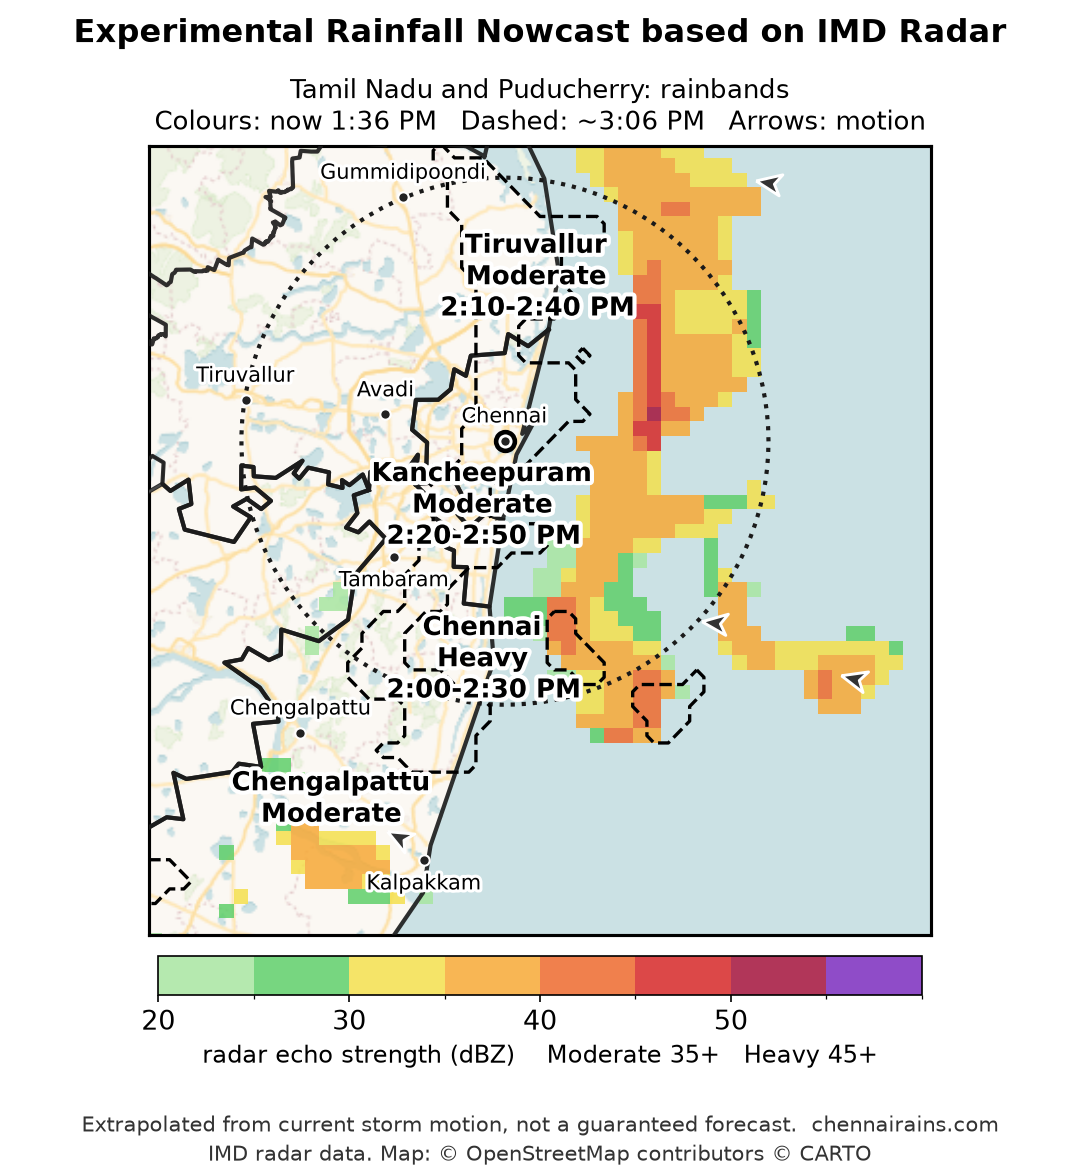 Experimental Rainfall Nowcast based on IMD Radar
Tamil Nadu and Puducherry: rainbands
Colours: now 1:36 PM   Dashed: ~3:06 PM   Arrows: motion
Gummidipoondi
Tiruvallur
Moderate
2:10-2:40 PM
Tiruvallur
Avadi
Chennai
Kancheepuram
Moderate
2:20-2:50 PM
Tambaram
Chennai
Heavy
2:00-2:30 PM
Chengalpattu
Chengalpattu
Moderate
Kalpakkam
20 30 40 50
radar echo strength (dBZ)    Moderate 35+   Heavy 45+
Extrapolated from current storm motion, not a guaranteed forecast.  chennairains.com
IMD radar data. Map: © OpenStreetMap contributors © CARTO